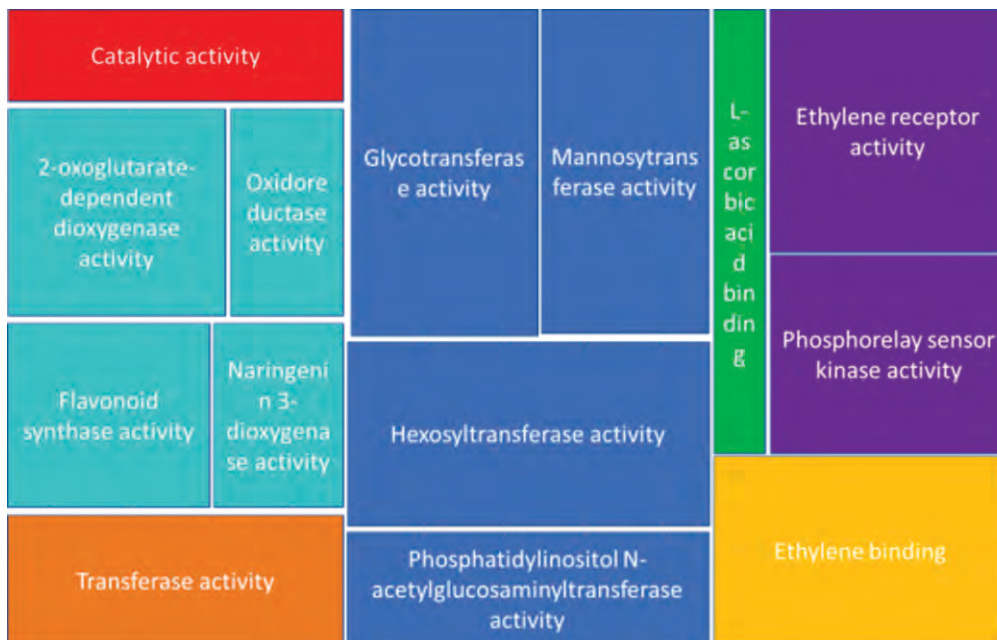 Catalytic activity
2-oxoglutarate-
dependent
dioxygenase
activity
Oxidore
ductase
activity
Flavonoid
synthase activity
Naringeni
n 3-
dioxygena
se activity
Transferase activity
Glycotransferas
e activity
Mannosytrans
ferase activity
Hexosyltransferase activity
Phosphatidylinositol N-
acetylglucosaminyltransferase
activity
L-
as
cor
bic
aci
d
bin
din
g
Ethylene receptor
activity
Phosphorelay sensor
kinase activity
Ethylene binding